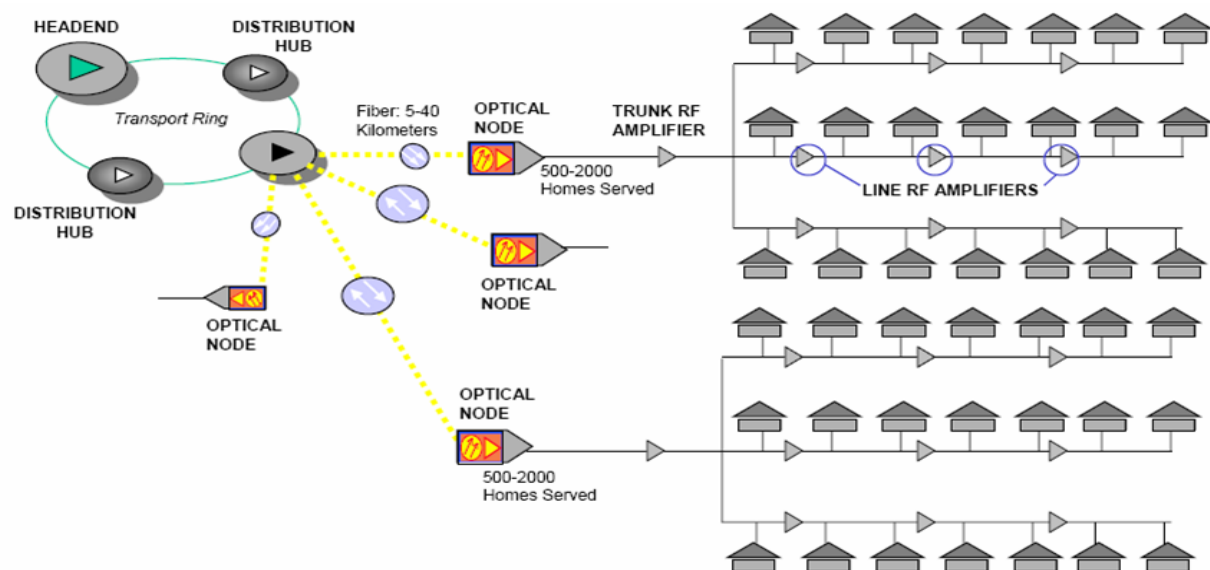 HEADEND
DISTRIBUTION
HUB
Transport Ring
DISTRIBUTION
HUB
Fiber: 5-40
Kilometers
OPTICAL
NODE
500-2000
Homes Served
TRUNK RF
AMPLIFIER
LINE RF AMPLIFIERS
OPTICAL
NODE
OPTICAL
NODE
OPTICAL
NODE
500-2000
Homes Served